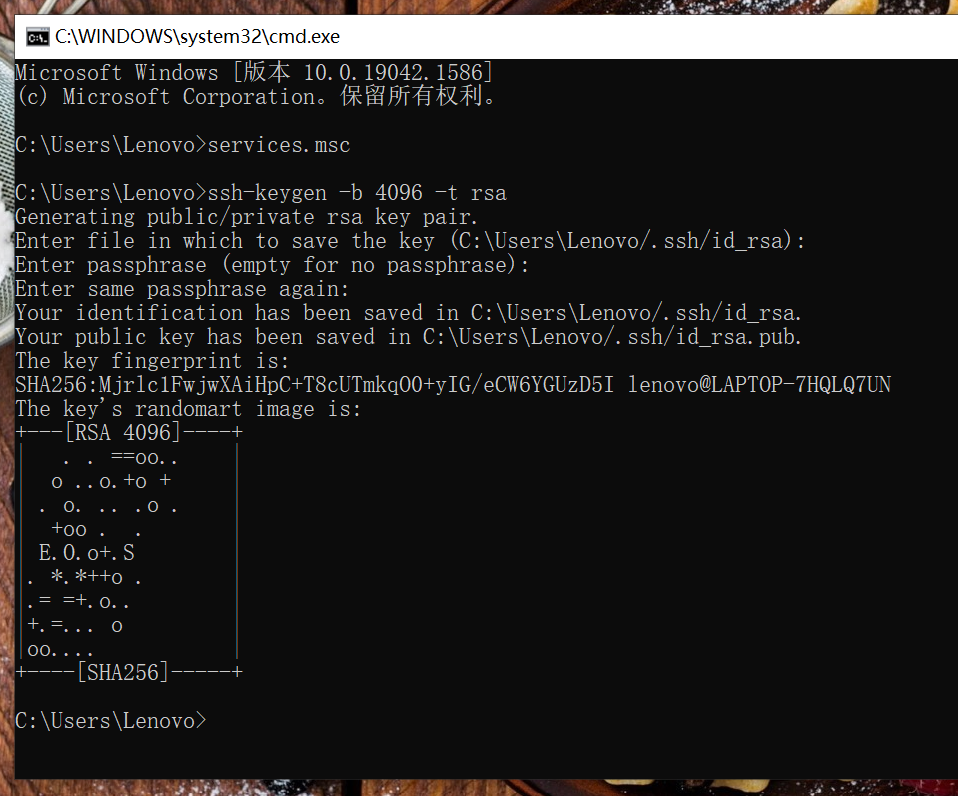 C:\WINDOWS\system32\cmd.exe
Microsoft Windows [版本 10.0.19042.1586]
(c) Microsoft Corporation。保留所有权利。
C:\Users\Lenovo>services.msc
C:\Users\Lenovo>ssh-keygen -b 4096 -t rsa
Generating public/private rsa key pair.
Enter file in which to save the key (C:\Users\Lenovo/.ssh/id_rsa):
Enter passphrase (empty for no passphrase):
Enter same passphrase again:
Your identification has been saved in C:\Users\Lenovo/.ssh/id_rsa.
Your public key has been saved in C:\Users\Lenovo/.ssh/id_rsa.pub.
The key fingerprint is:
SHA256:Mjrlc1FwjwXAiHpC+T8cUTmkqOO+yIG/eCW6YGUzD5I lenovo@LAPTOP-7HQLQ7UN
The key's randomart image is:
+---[RSA 4096]----+
|   . . ==oo..    |
|  o ..o.+o +     |
| . o. .. .o .    |
|  +oo .  .       |
| E.O.o+.S        |
|. *.*++o .       |
|.= =+.o..        |
|+.=... o         |
|oo....           |
+----[SHA256]-----+
C:\Users\Lenovo>